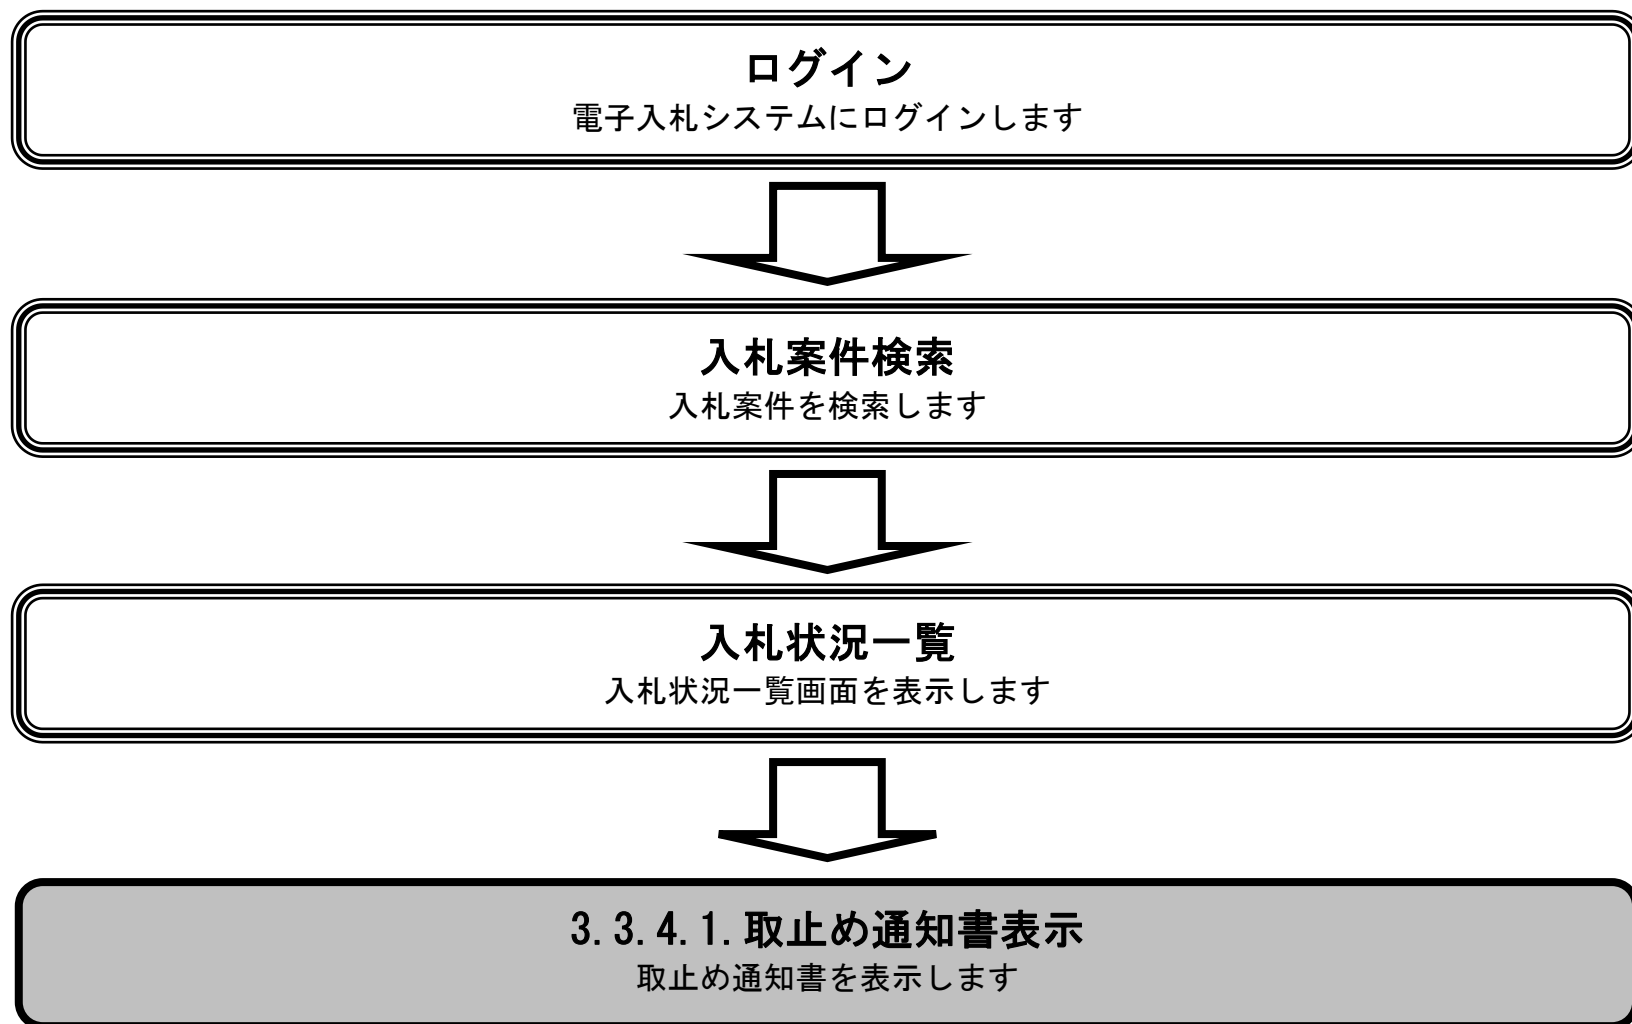 ログイン
電子入札システムにログインします
入札案件検索
入札案件を検索します
入札状況一覧
入札状況一覧画面を表示します
3.3.4.1.取止め通知書表示
取止め通知書を表示します